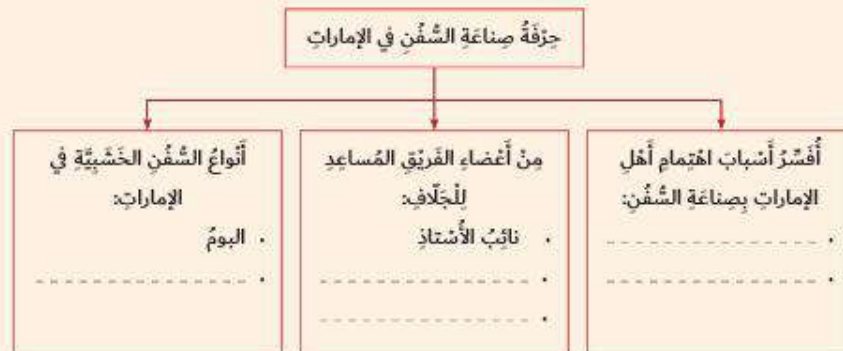 حِرْفَةُ صِناعَةِ السُّفُنِ في الإماراتِ
أُفَسِّرُ أَسْبابَ اهْتِمامِ أَهْلِ
الإماراتِ بِصِناعَةِ السُّفُنِ:
مِنْ أَعْضاءِ الفَريقِ المُساعِدِ
لِلْجَلّافِ:
• نائِبُ الأُسْتاذِ
أَنْواعُ السُّفُنِ الخَشَبِيَّةِ في
الإماراتِ:
• البومُ